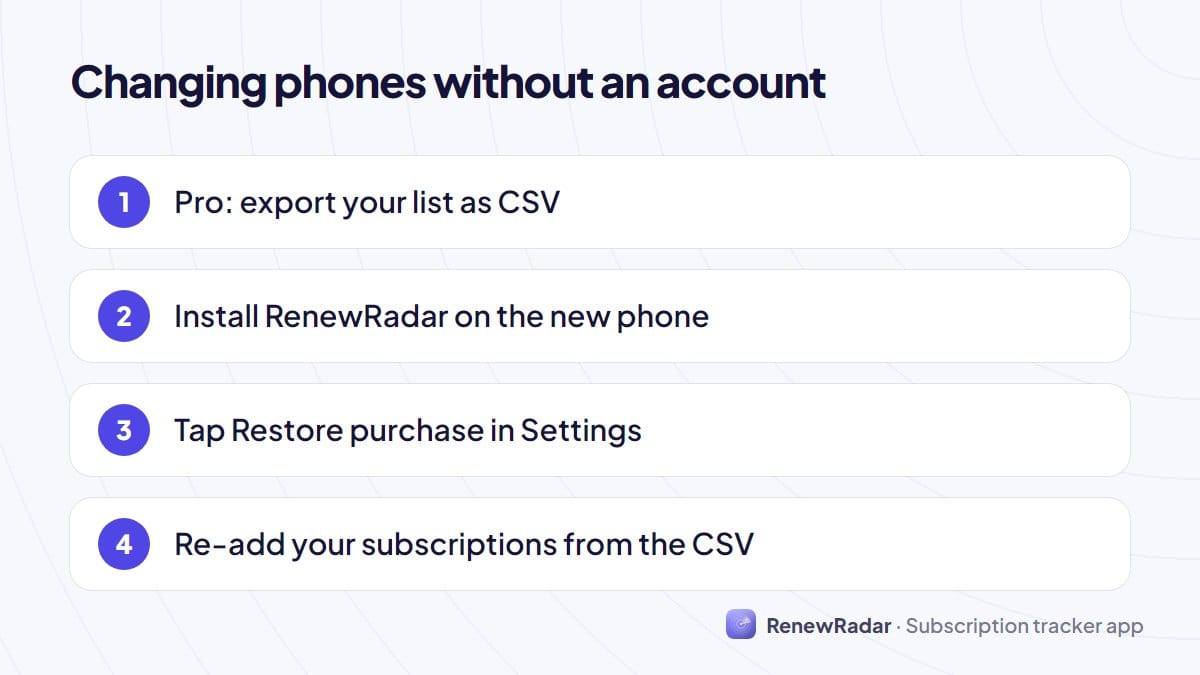 Changing phones without an account
1 Pro: export your list as CSV
2 Install RenewRadar on the new phone
3 Tap Restore purchase in Settings
4 Re-add your subscriptions from the CSV
RenewRadar · Subscription tracker app